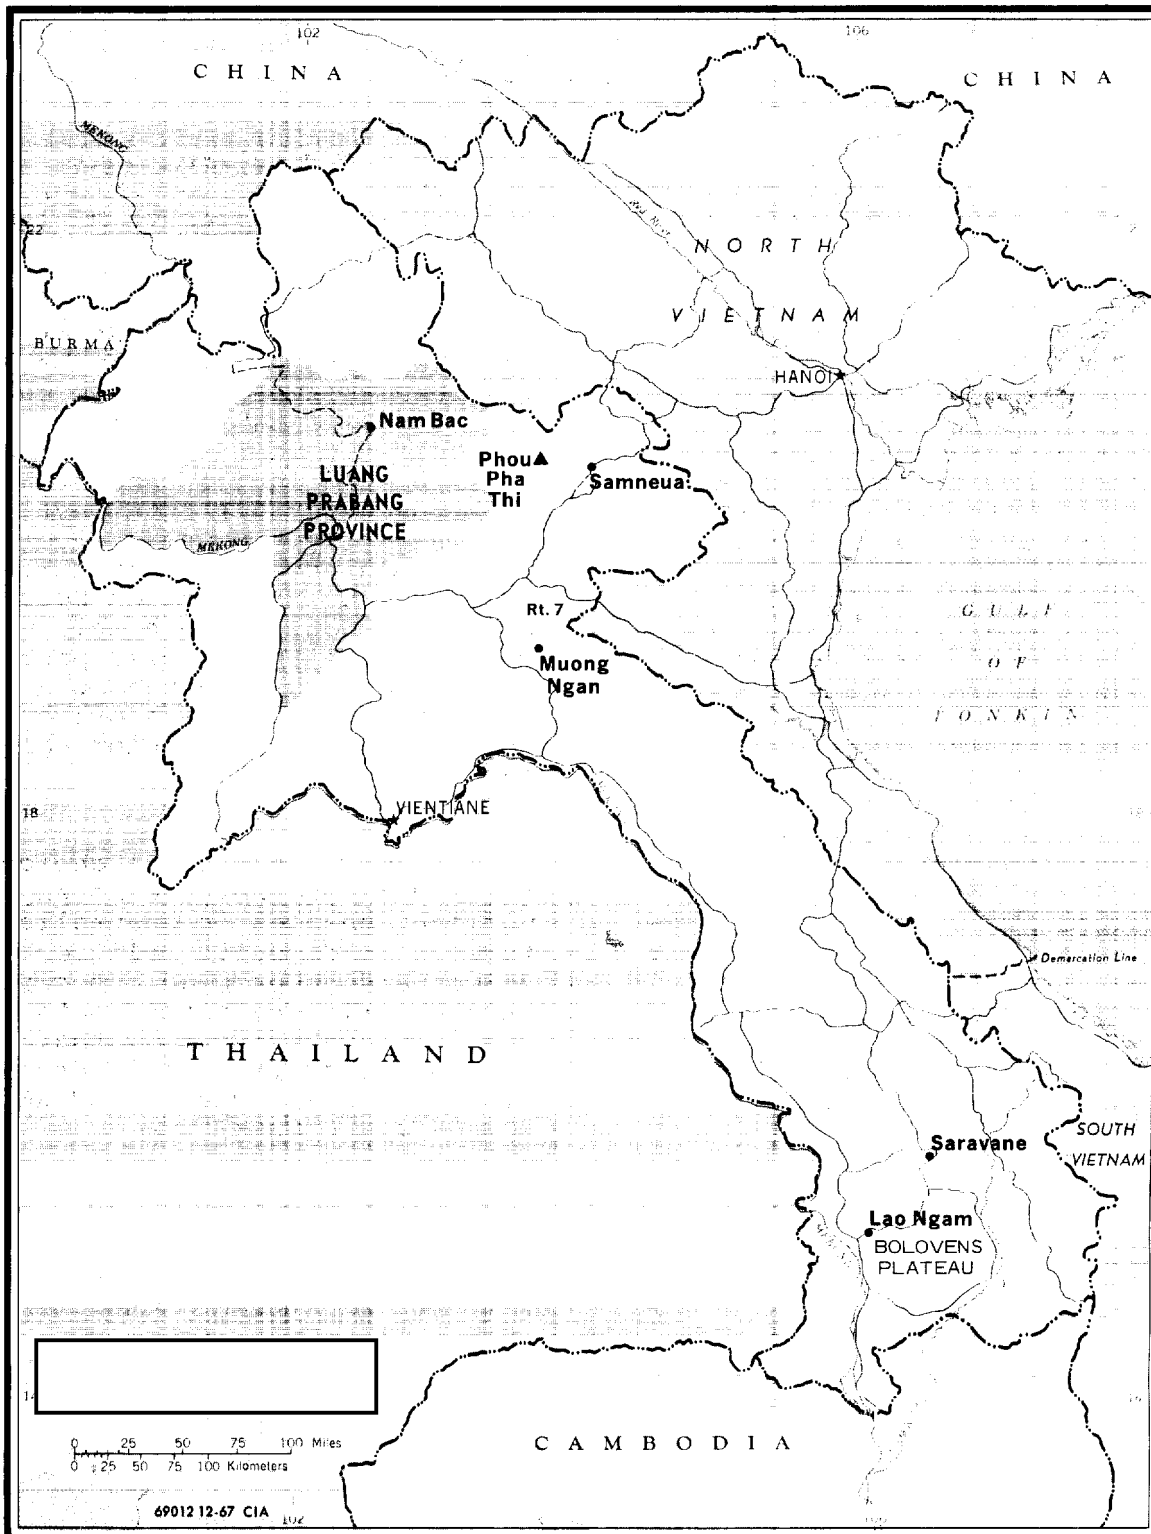 102
106
CHINA
CHINA
MEKONG
22
Red River
NORTH
VIETNAM
BURMA
HANOI
Nam Bac
Phou
Pha
Thi
Samneua
LUANG
PRABANG
PROVINCE
MEKONG
Rt. 7
GULF
OF
TONKIN
Muong
Ngan
18
VIENTIANE
Demarcation Line
THAILAND
SOUTH
VIETNAM
Saravane
Lao Ngam
BOLOVENS
PLATEAU
14
CAMBODIA
0 25 50 75 100 Miles
0 25 50 75 100 Kilometers
69012 12-67 CIA
102